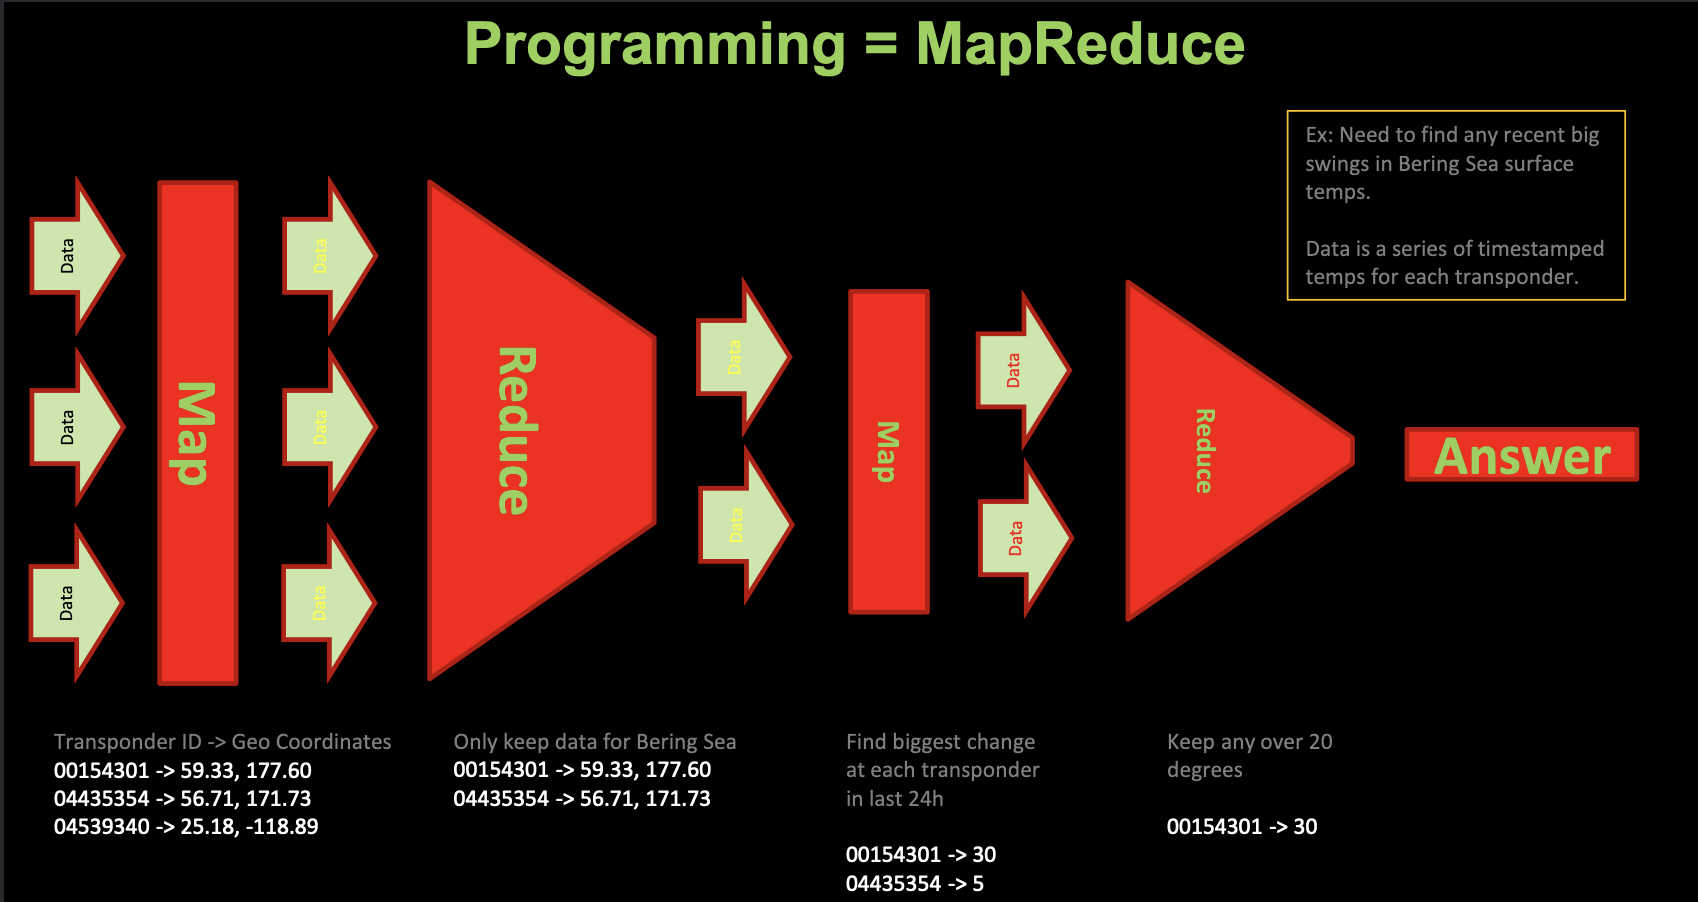 Programming = MapReduce
Ex: Need to find any recent big
swings in Bering Sea surface
temps.
Data is a series of timestamped
temps for each transponder.
Data
Data
Data
Map
Data
Data
Data
Reduce
Data
Data
Map
Data
Data
Reduce
Answer
Transponder ID -> Geo Coordinates
00154301 -> 59.33, 177.60
04435354 -> 56.71, 171.73
04539340 -> 25.18, -118.89
Only keep data for Bering Sea
00154301 -> 59.33, 177.60
04435354 -> 56.71, 171.73
Find biggest change
at each transponder
in last 24h
00154301 -> 30
04435354 -> 5
Keep any over 20
degrees
00154301 -> 30